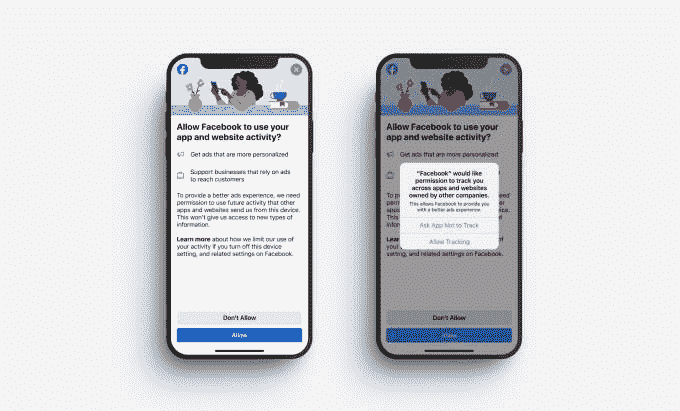 Allow Facebook to use your
app and website activity?
Get ads that are more personalized
Support businesses that rely on ads
to reach customers
To provide a better ads experience, we need
permission to use future activity that other
apps and websites send us from this device.
This won't give us access to new types of
information.
Learn more about how we limit our use of
your activity if you turn off this device
setting, and related settings on Facebook.
Don't Allow
Allow
Allow Facebook to use your
app and website activity?
Get ads that are more personalized
"Facebook" would like
permission to track you
across apps and websites
owned by other companies.
This allows Facebook to provide you
with a better ads experience.
Ask App Not to Track
Allow Tracking
setting, and related settings on Facebook.
Don't Allow
Allow